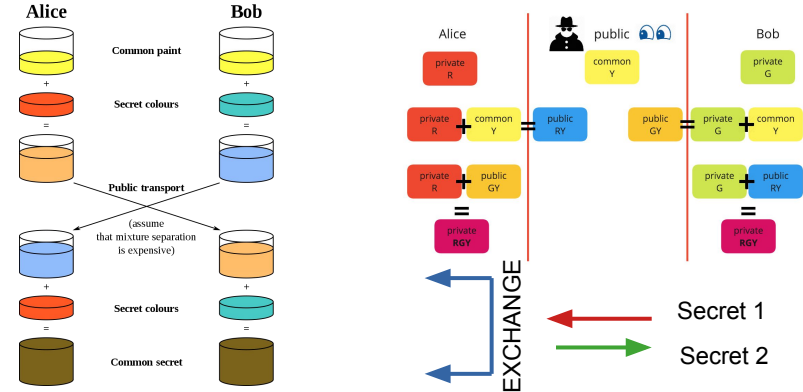 Alice
Bob
Common paint
+
+
Secret colours
=
=
Public transport
(assume
that mixture separation
is expensive)
+
+
Secret colours
=
=
Common secret
Alice
public
Bob
private
R
common
Y
private
G
private
R
+
common
Y
=
public
RY
public
GY
=
private
G
+
common
Y
private
R
+
public
GY
private
G
+
public
RY
=
=
private
RGY
private
RGY
EXCHANGE
Secret 1
Secret 2